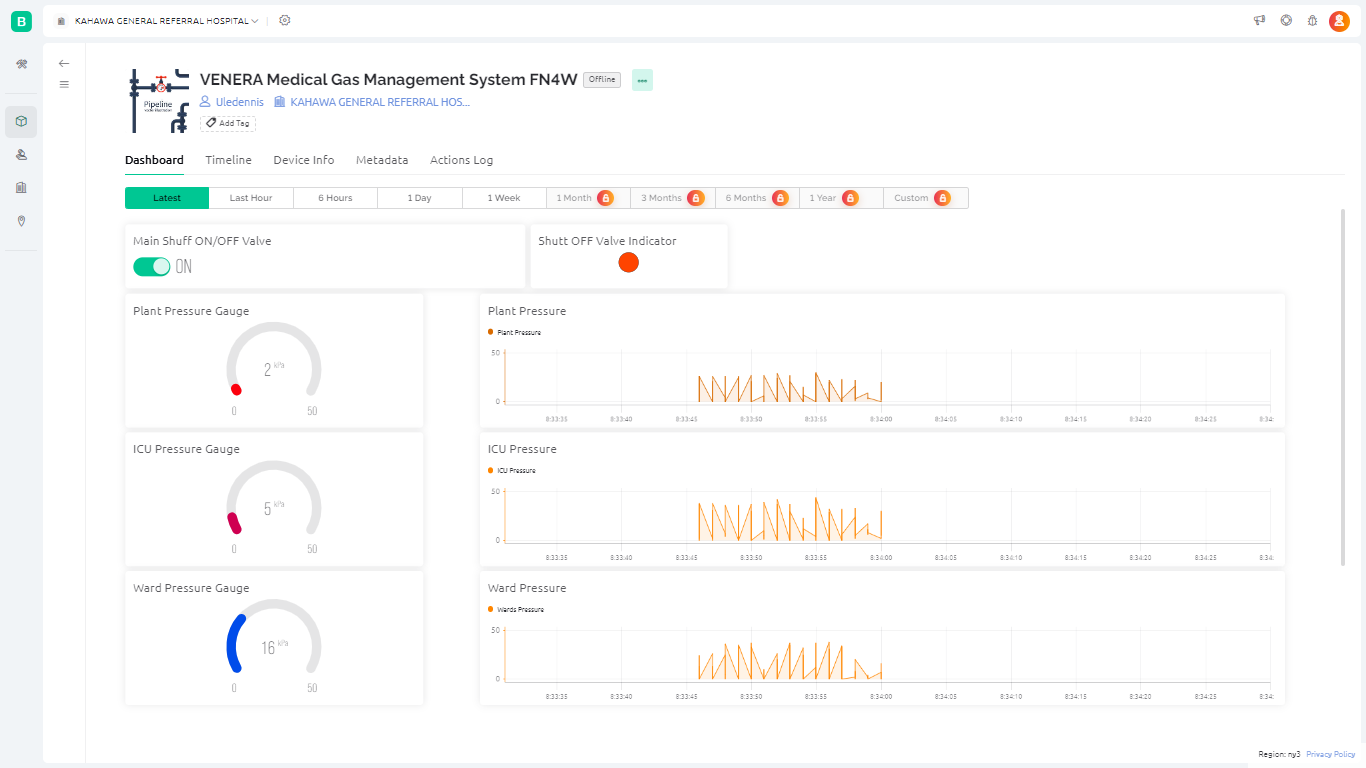 B
KAHAWA GENERAL REFERRAL HOSPITAL
Pipeline
VENERA Medical Gas Management System FN4W
Offline
Uledennis
KAHAWA GENERAL REFERRAL HOS...
Add Tag
Dashboard Timeline Device Info Metadata Actions Log
Latest Last Hour 6 Hours 1 Day 1 Week 1 Month 3 Months 6 Months 1 Year Custom
Main Shuff ON/OFF Valve
ON
Shutt OFF Valve Indicator
Plant Pressure Gauge
2 kPa
0 50
Plant Pressure
Plant Pressure
50
0
8:33:35 8:33:40 8:33:45 8:33:50 8:33:55 8:34:00 8:34:05 8:34:10 8:34:15 8:34:20 8:34:25 8:34:
ICU Pressure Gauge
5 kPa
0 50
ICU Pressure
ICU Pressure
50
0
8:33:35 8:33:40 8:33:45 8:33:50 8:33:55 8:34:00 8:34:05 8:34:10 8:34:15 8:34:20 8:34:25 8:34:
Ward Pressure Gauge
16 kPa
0 50
Ward Pressure
Wards Pressure
50
0
8:33:35 8:33:40 8:33:45 8:33:50 8:33:55 8:34:00 8:34:05 8:34:10 8:34:15 8:34:20 8:34:25 8:34:
Region: ny3 Privacy Policy